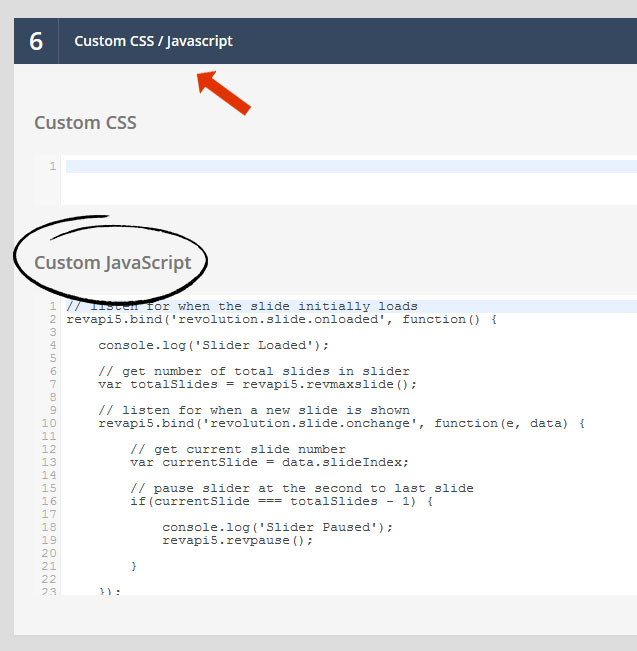 6 Custom CSS / Javascript
Custom CSS
1
Custom JavaScript
1 // listen for when the slide initially loads
2 revapi5.bind('revolution.slide.onloaded', function() {
3
4     console.log('Slider Loaded');
5
6     // get number of total slides in slider
7     var totalSlides = revapi5.revmaxslide();
8
9     // listen for when a new slide is shown
10     revapi5.bind('revolution.slide.onchange', function(e, data) {
11
12         // get current slide number
13         var currentSlide = data.slideIndex;
14
15         // pause slider at the second to last slide
16         if(currentSlide === totalSlides - 1) {
17
18             console.log('Slider Paused');
19             revapi5.revpause();
20
21         }
22
23     });